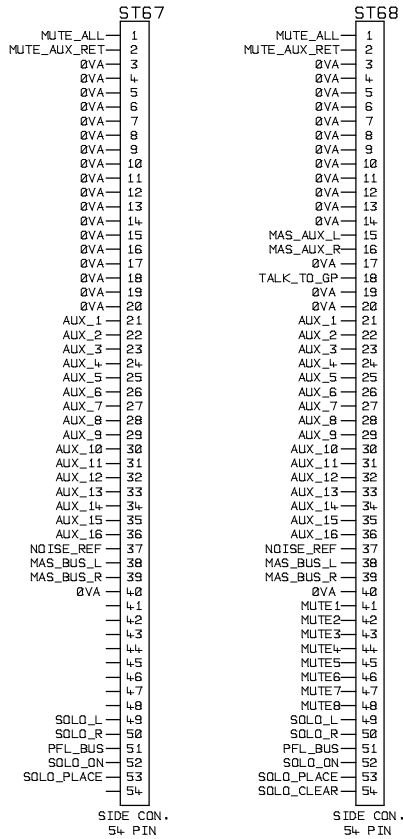 ST67
MUTE_ALL 1
MUTE_AUX_RET 2
0VA 3
0VA 4
0VA 5
0VA 6
0VA 7
0VA 8
0VA 9
0VA 10
0VA 11
0VA 12
0VA 13
0VA 14
0VA 15
0VA 16
0VA 17
0VA 18
0VA 19
0VA 20
AUX_1 21
AUX_2 22
AUX_3 23
AUX_4 24
AUX_5 25
AUX_6 26
AUX_7 27
AUX_8 28
AUX_9 29
AUX_10 30
AUX_11 31
AUX_12 32
AUX_13 33
AUX_14 34
AUX_15 35
AUX_16 36
NOISE_REF 37
MAS_BUS_L 38
MAS_BUS_R 39
0VA 40
41
42
43
44
45
46
47
48
SOLO_L 49
SOLO_R 50
PFL_BUS 51
SOLO_ON 52
SOLO_PLACE 53
54
SIDE CON.
54 PIN
ST68
MUTE_ALL 1
MUTE_AUX_RET 2
0VA 3
0VA 4
0VA 5
0VA 6
0VA 7
0VA 8
0VA 9
0VA 10
0VA 11
0VA 12
0VA 13
0VA 14
MAS_AUX_L 15
MAS_AUX_R 16
0VA 17
TALK_TO_GP 18
0VA 19
0VA 20
AUX_1 21
AUX_2 22
AUX_3 23
AUX_4 24
AUX_5 25
AUX_6 26
AUX_7 27
AUX_8 28
AUX_9 29
AUX_10 30
AUX_11 31
AUX_12 32
AUX_13 33
AUX_14 34
AUX_15 35
AUX_16 36
NOISE_REF 37
MAS_BUS_L 38
MAS_BUS_R 39
0VA 40
MUTE1 41
MUTE2 42
MUTE3 43
MUTE4 44
MUTE5 45
MUTE6 46
MUTE7 47
MUTE8 48
SOLO_L 49
SOLO_R 50
PFL_BUS 51
SOLO_ON 52
SOLO_PLACE 53
SOLO_CLEAR 54
SIDE CON.
54 PIN